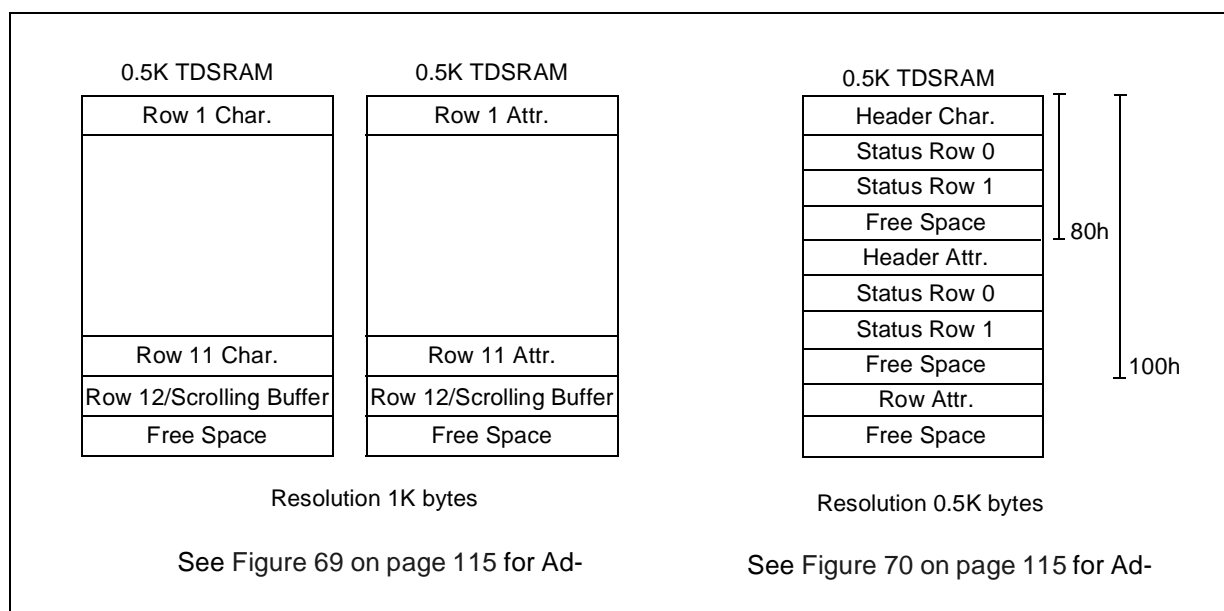 0.5K TDSRAM
Row 1 Char.
Row 11 Char.
Row 12/Scrolling Buffer
Free Space
0.5K TDSRAM
Row 1 Attr.
Row 11 Attr.
Row 12/Scrolling Buffer
Free Space
Resolution 1K bytes
See Figure 69 on page 115 for Ad-
0.5K TDSRAM
Header Char.
Status Row 0
Status Row 1
Free Space
Header Attr.
Status Row 0
Status Row 1
Free Space
Row Attr.
Free Space
80h
100h
Resolution 0.5K bytes
See Figure 70 on page 115 for Ad-